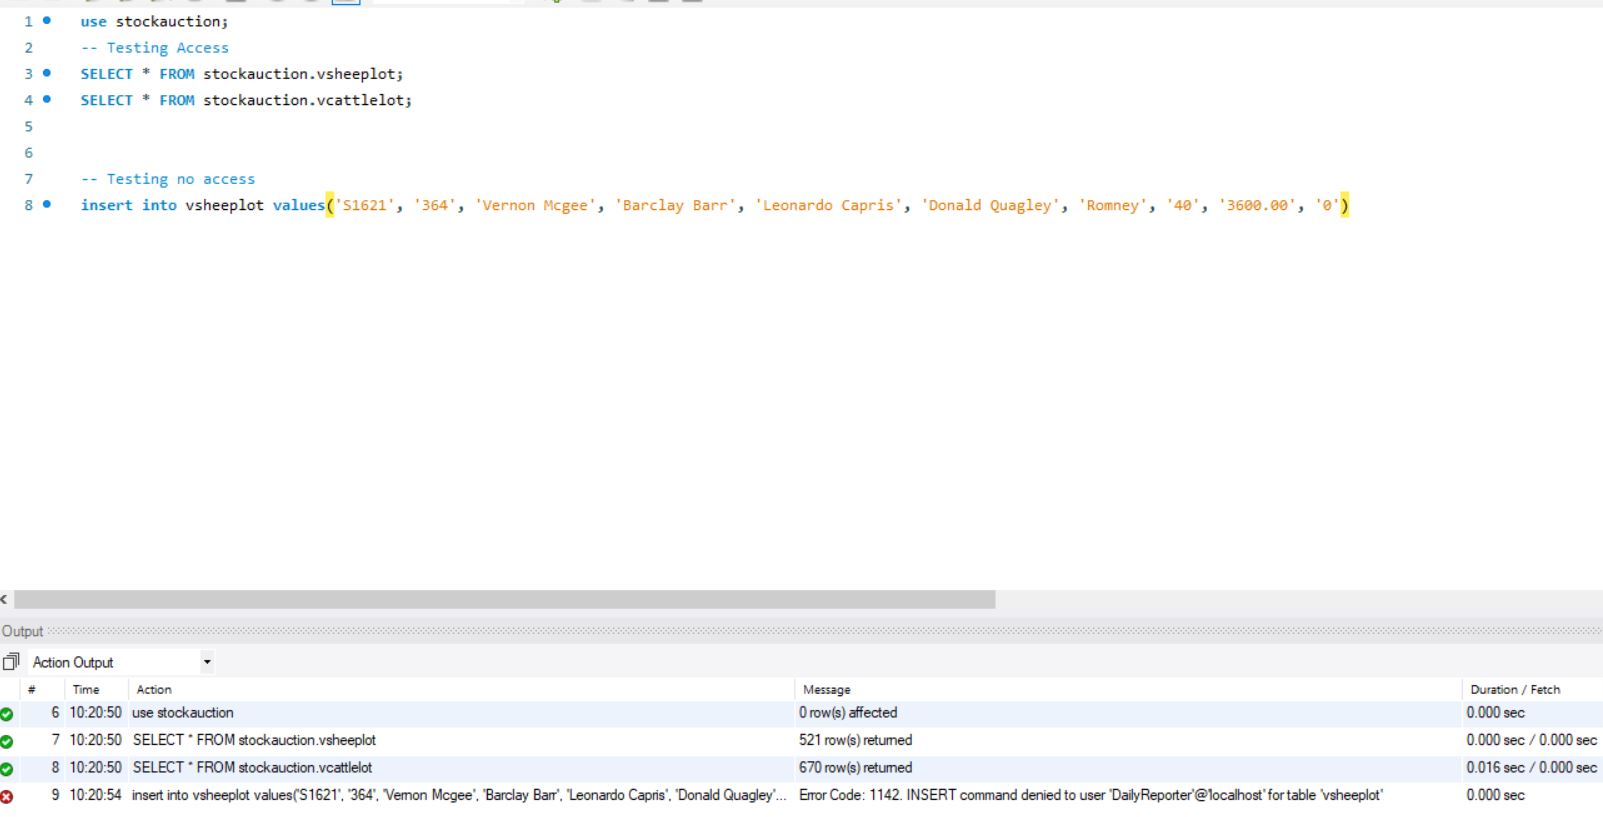 1 use stockauction;
2 -- Testing Access
3 SELECT * FROM stockauction.vsheeplot;
4 SELECT * FROM stockauction.vcattlelot;
5
6
7 -- Testing no access
8 insert into vsheeplot values('S1621', '364', 'Vernon Mcgee', 'Barclay Barr', 'Leonardo Capris', 'Donald Quagley', 'Romney', '40', '3600.00', '0')
Output
Action Output
# Time Action Message Duration / Fetch
6 10:20:50 use stockauction 0 row(s) affected 0.000 sec
7 10:20:50 SELECT * FROM stockauction.vsheeplot 521 row(s) returned 0.000 sec / 0.000 sec
8 10:20:50 SELECT * FROM stockauction.vcattlelot 670 row(s) returned 0.016 sec / 0.000 sec
9 10:20:54 insert into vsheeplot values('S1621', '364', 'Vernon Mcgee', 'Barclay Barr', 'Leonardo Capris', 'Donald Quagley'... Error Code: 1142. INSERT command denied to user 'DailyReporter'@'localhost' for table 'vsheeplot' 0.000 sec